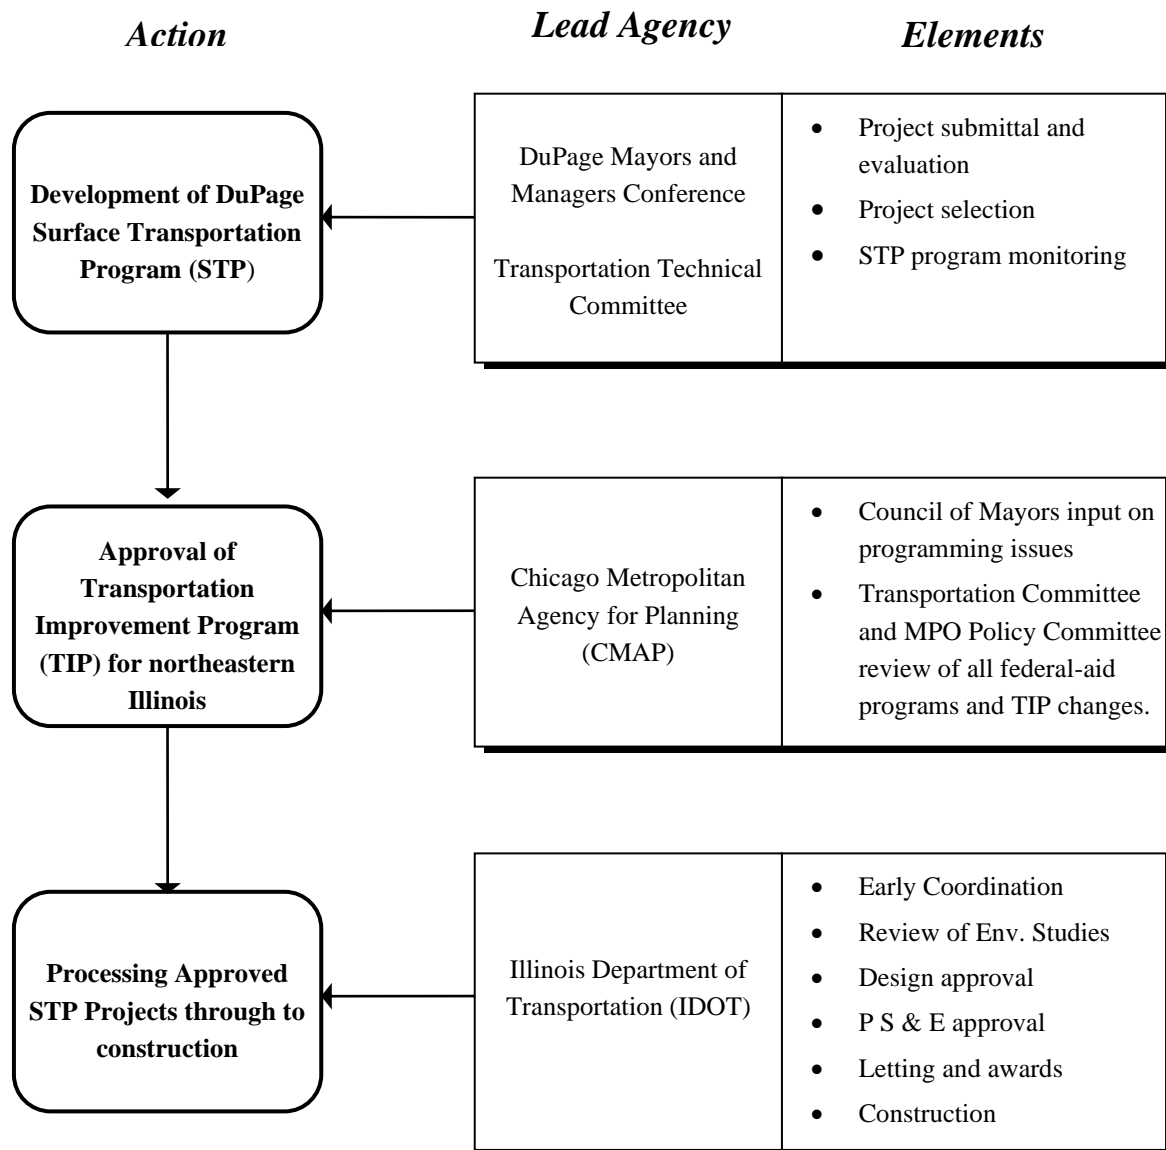 Action
Lead Agency
Elements
Development of DuPage
Surface Transportation
Program (STP)
DuPage Mayors and
Managers Conference
Transportation Technical
Committee
• Project submittal and
evaluation
• Project selection
• STP program monitoring
Approval of
Transportation
Improvement Program
(TIP) for northeastern
Illinois
Chicago Metropolitan
Agency for Planning
(CMAP)
• Council of Mayors input on
programming issues
• Transportation Committee
and MPO Policy Committee
review of all federal-aid
programs and TIP changes.
Processing Approved
STP Projects through to
construction
Illinois Department of
Transportation (IDOT)
• Early Coordination
• Review of Env. Studies
• Design approval
• P S & E approval
• Letting and awards
• Construction